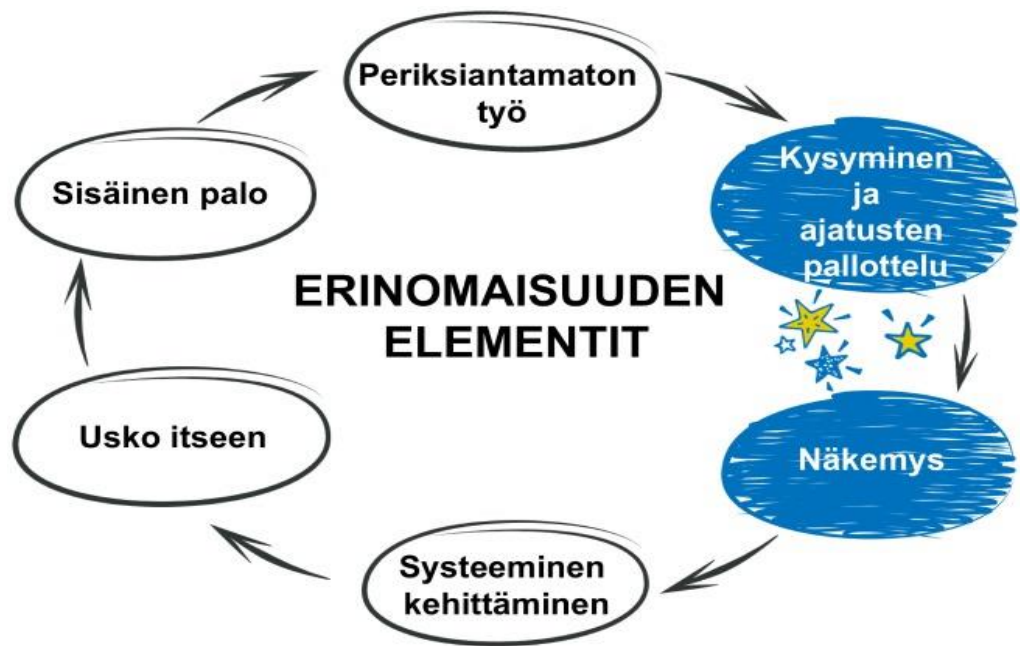 Periksiantamaton
työ
Kysyminen
ja
ajatusten
pallottelu
Sisäinen palo
ERINOMAISUUDEN
ELEMENTIT
Usko itseen
Näkemys
Systeeminen
kehittäminen